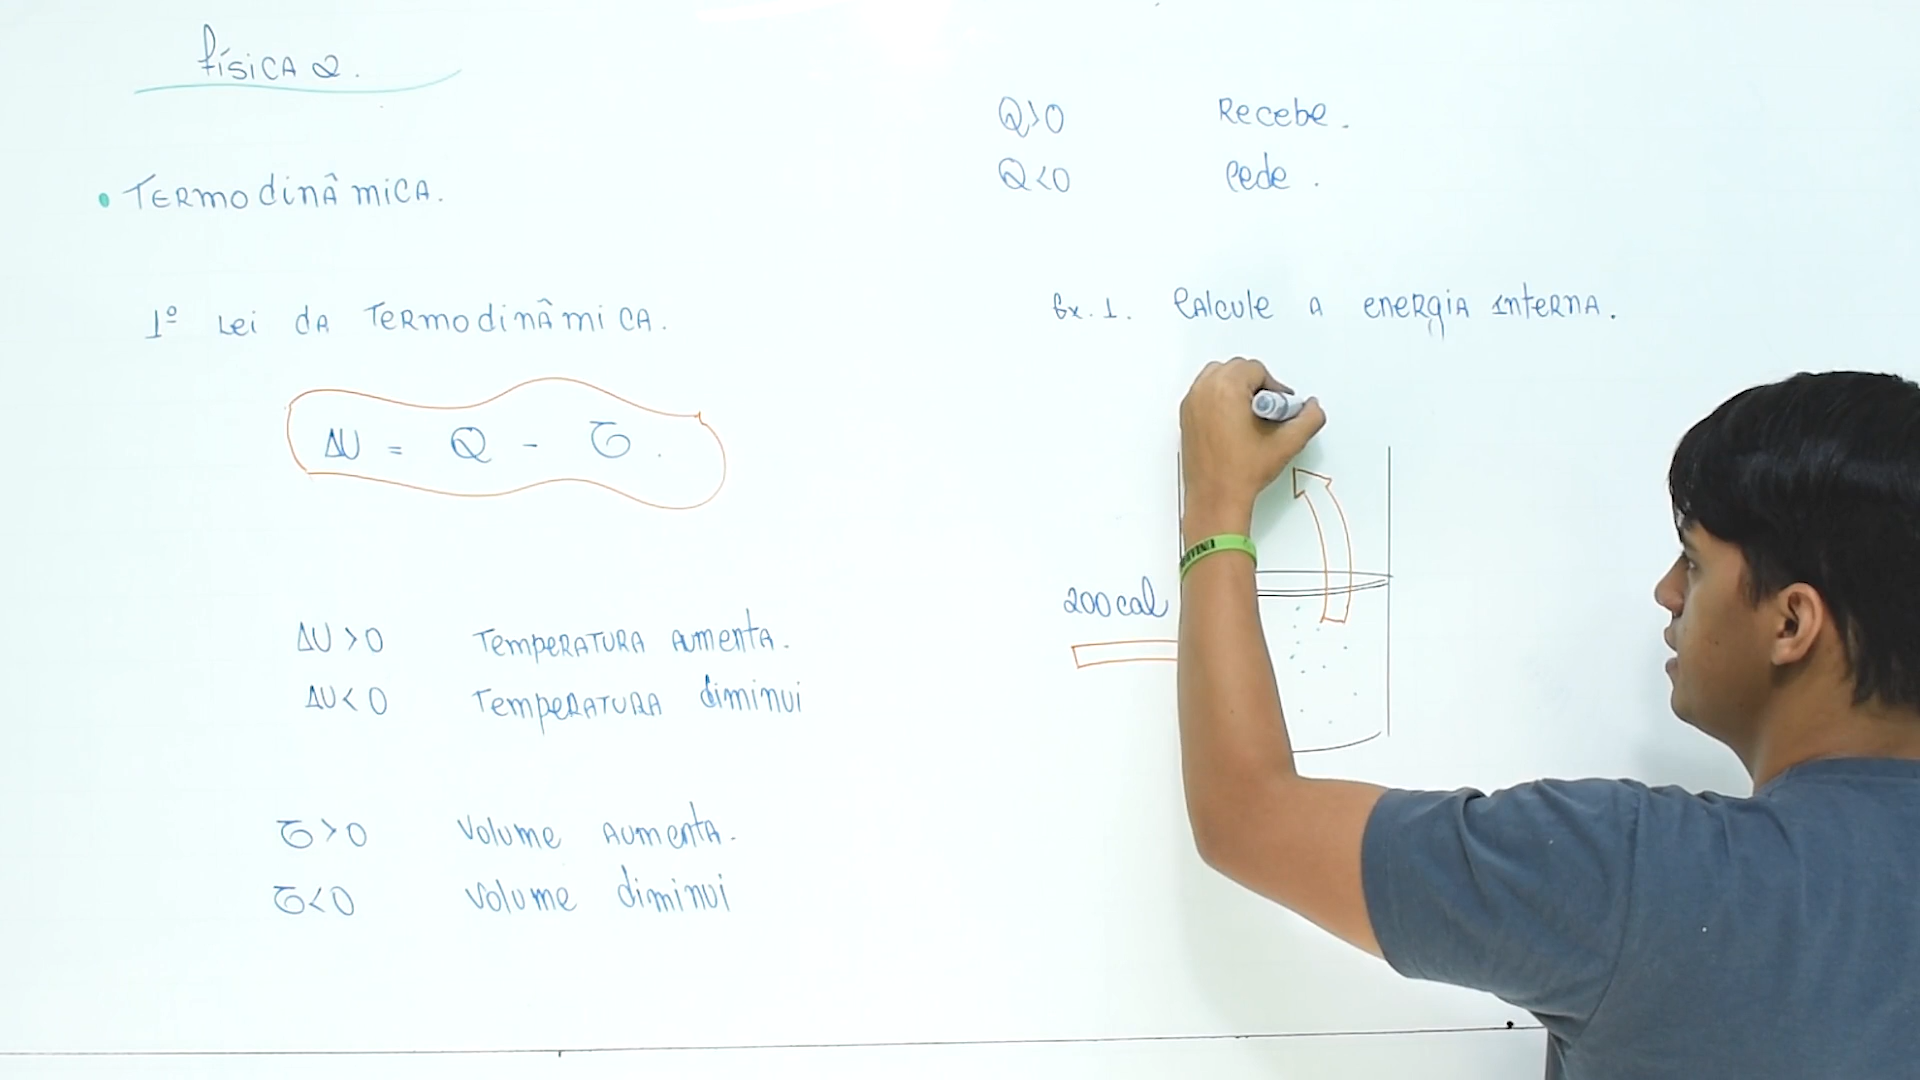 física 2.
• Termodinâmica.
1º Lei da Termodinâmica.
ΔU = Q - τ.
ΔU > 0 Temperatura aumenta.
ΔU < 0 Temperatura diminui
τ > 0 Volume aumenta.
τ < 0 Volume diminui
Q > 0 Recebe.
Q < 0 Cede.
Ex. 1. Calcule a energia interna.
200 cal